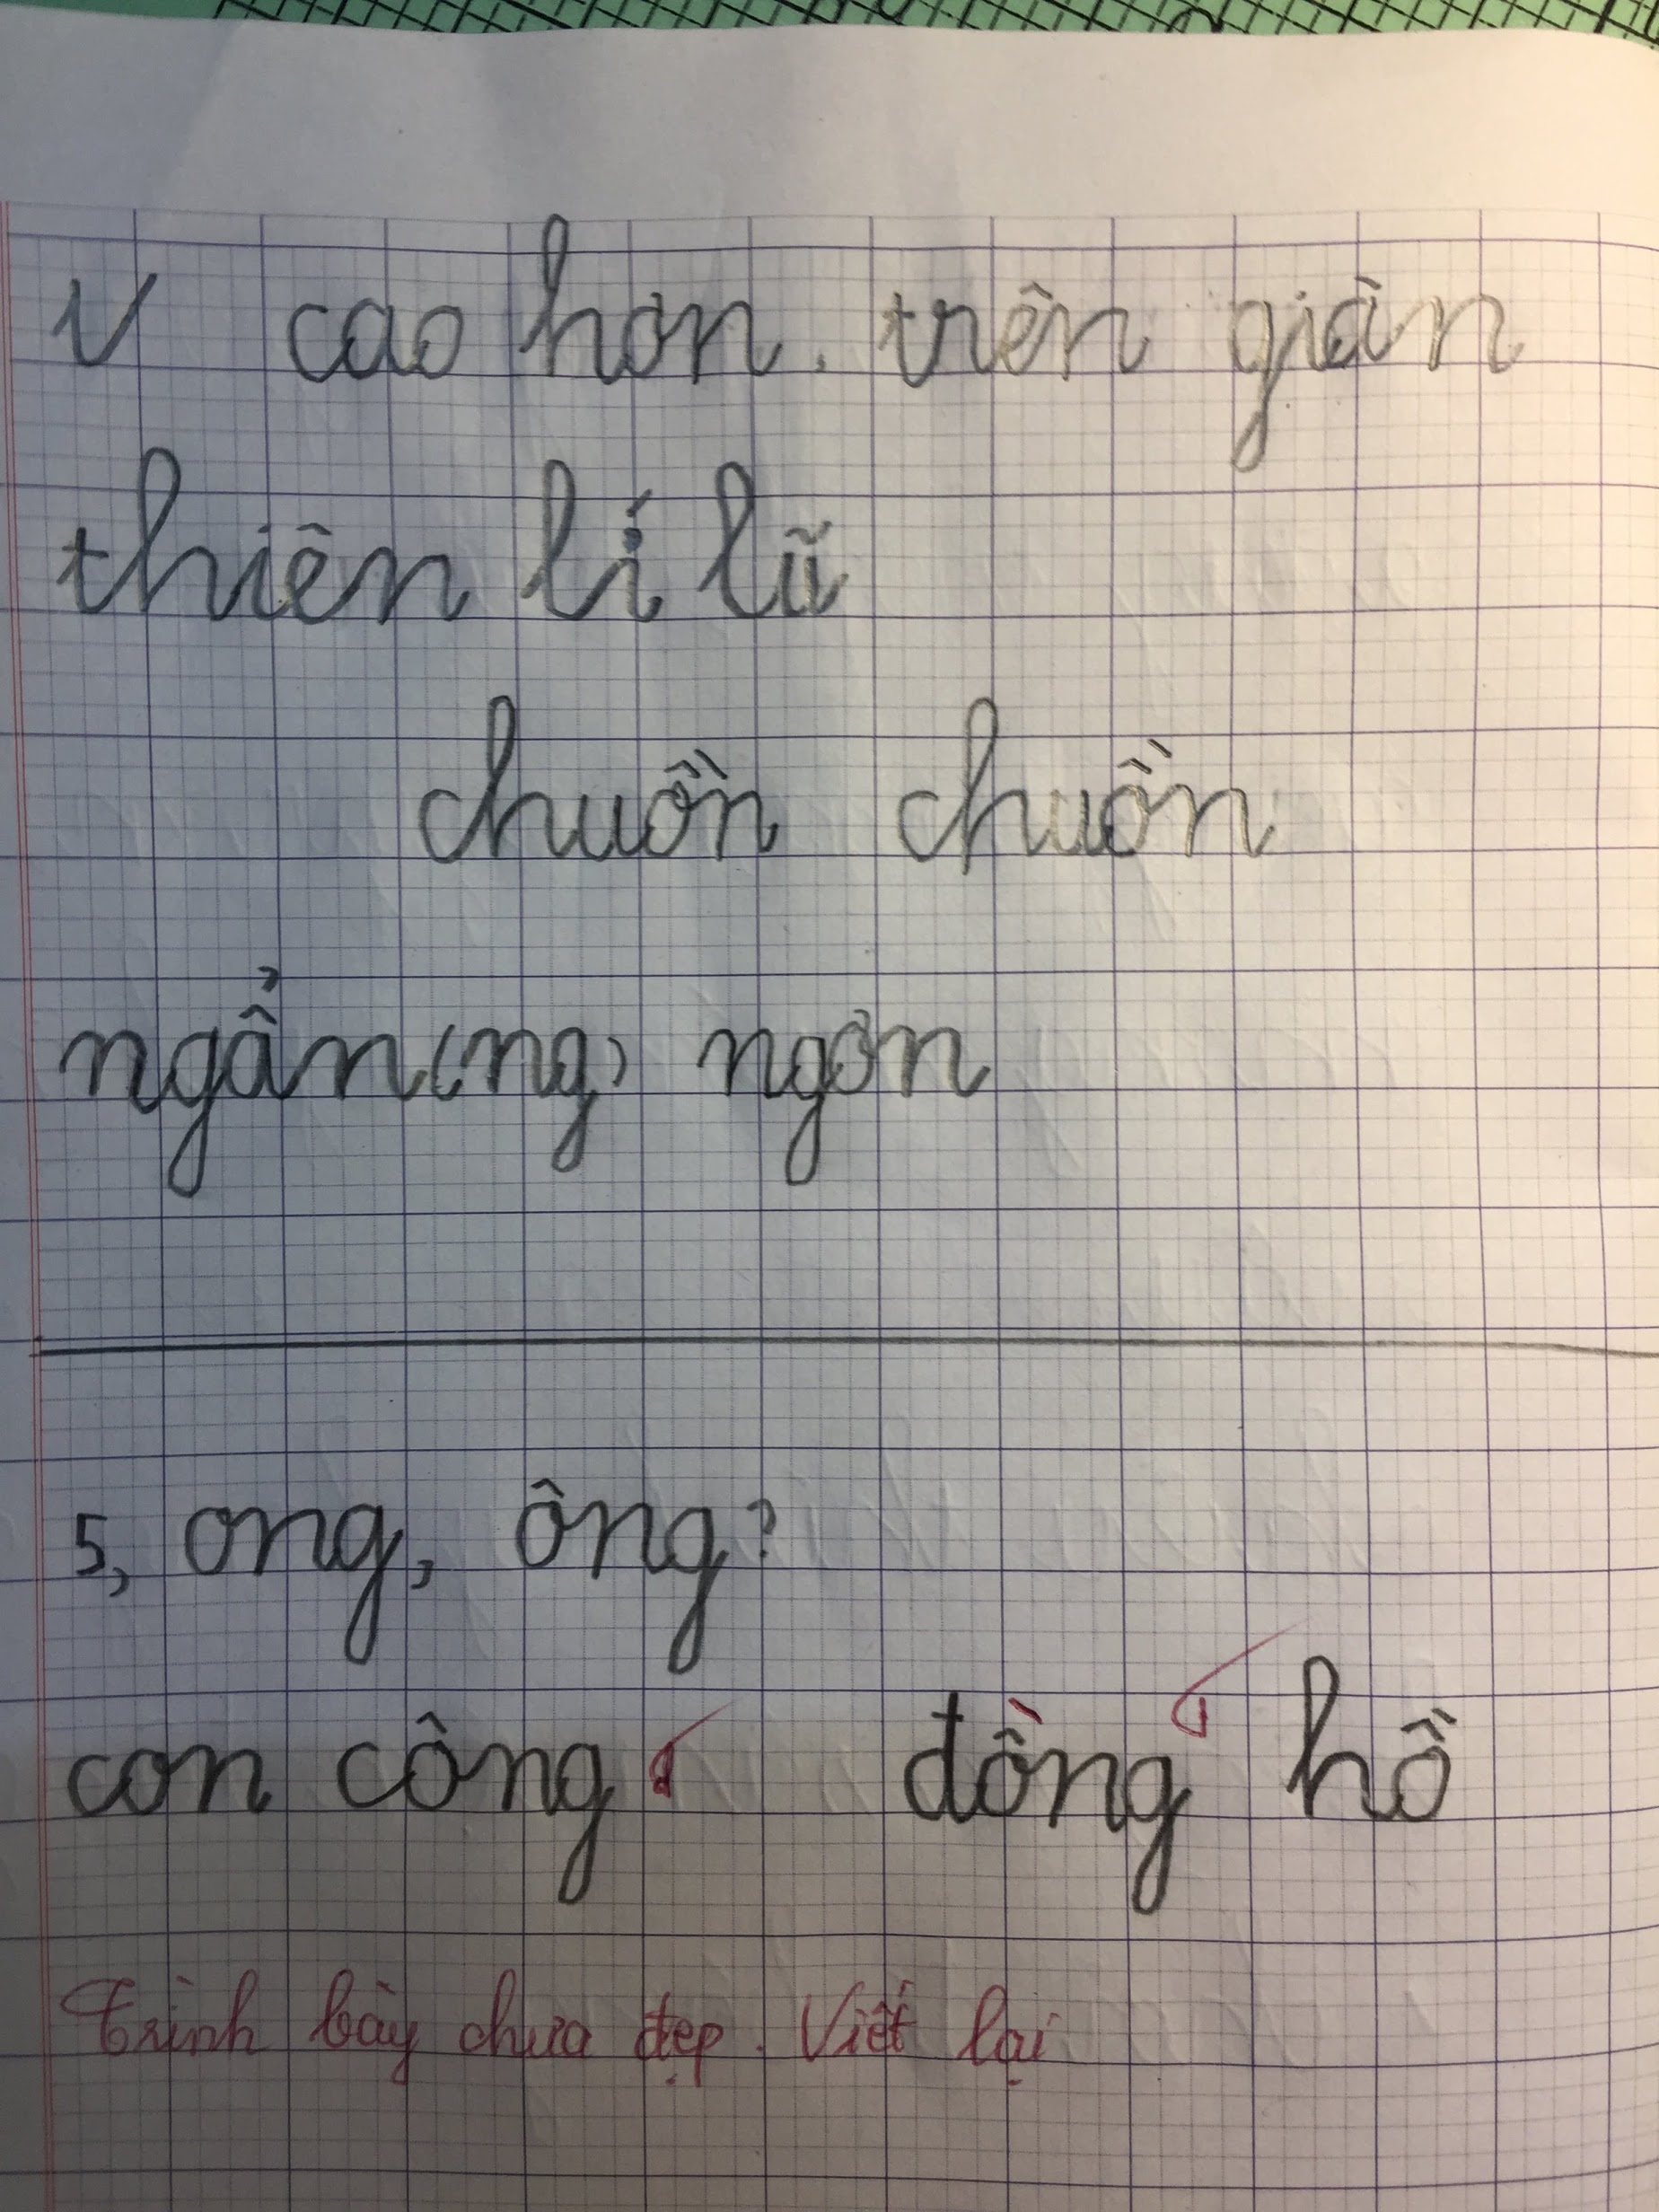 V cao hơn. trên giàn
thiên lí lũ
chuồn chuồn
ngẩn(ng) ngơn
5, ong, ông?
con công đồng hồ
Trình bày chưa đẹp. Viết lại